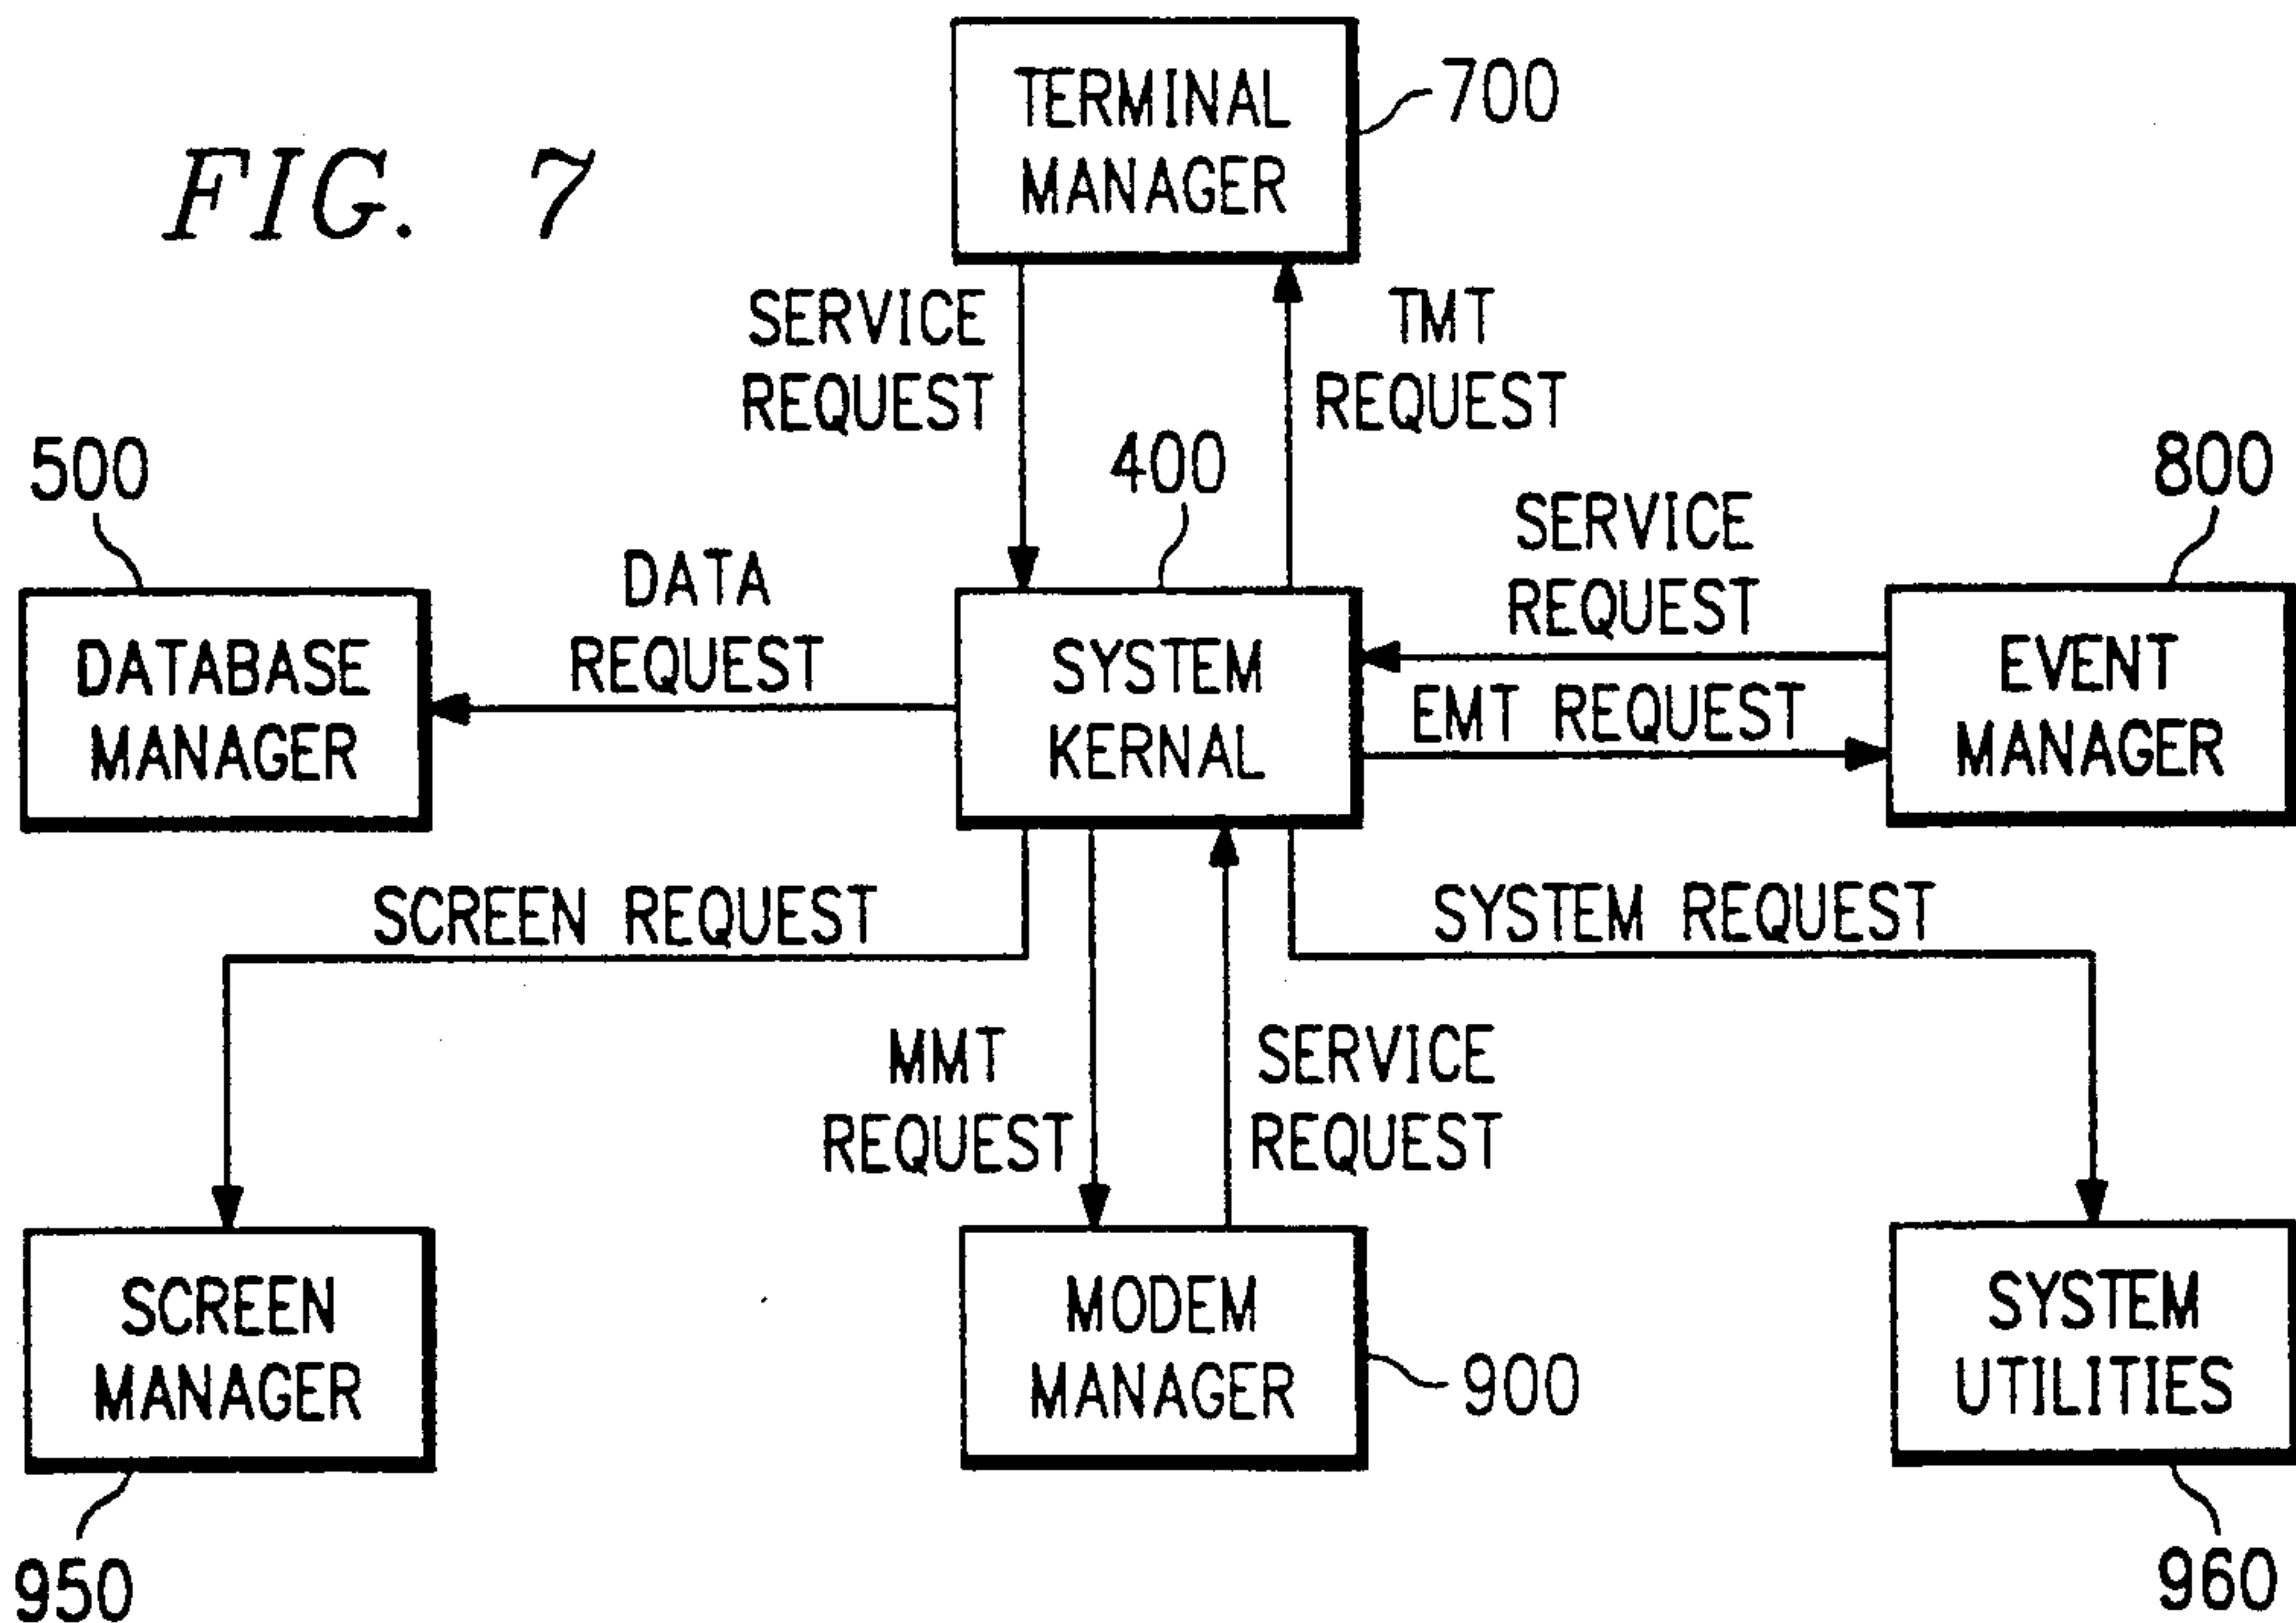 FIG. 7
TERMINAL
MANAGER
700
SERVICE
REQUEST
TMT
REQUEST
500
400
800
DATABASE
MANAGER
DATA
REQUEST
SYSTEM
KERNAL
SERVICE
REQUEST
EMT REQUEST
EVENT
MANAGER
SCREEN REQUEST
SYSTEM REQUEST
MMT
REQUEST
SERVICE
REQUEST
SCREEN
MANAGER
MODEM
MANAGER
900
SYSTEM
UTILITIES
950
960